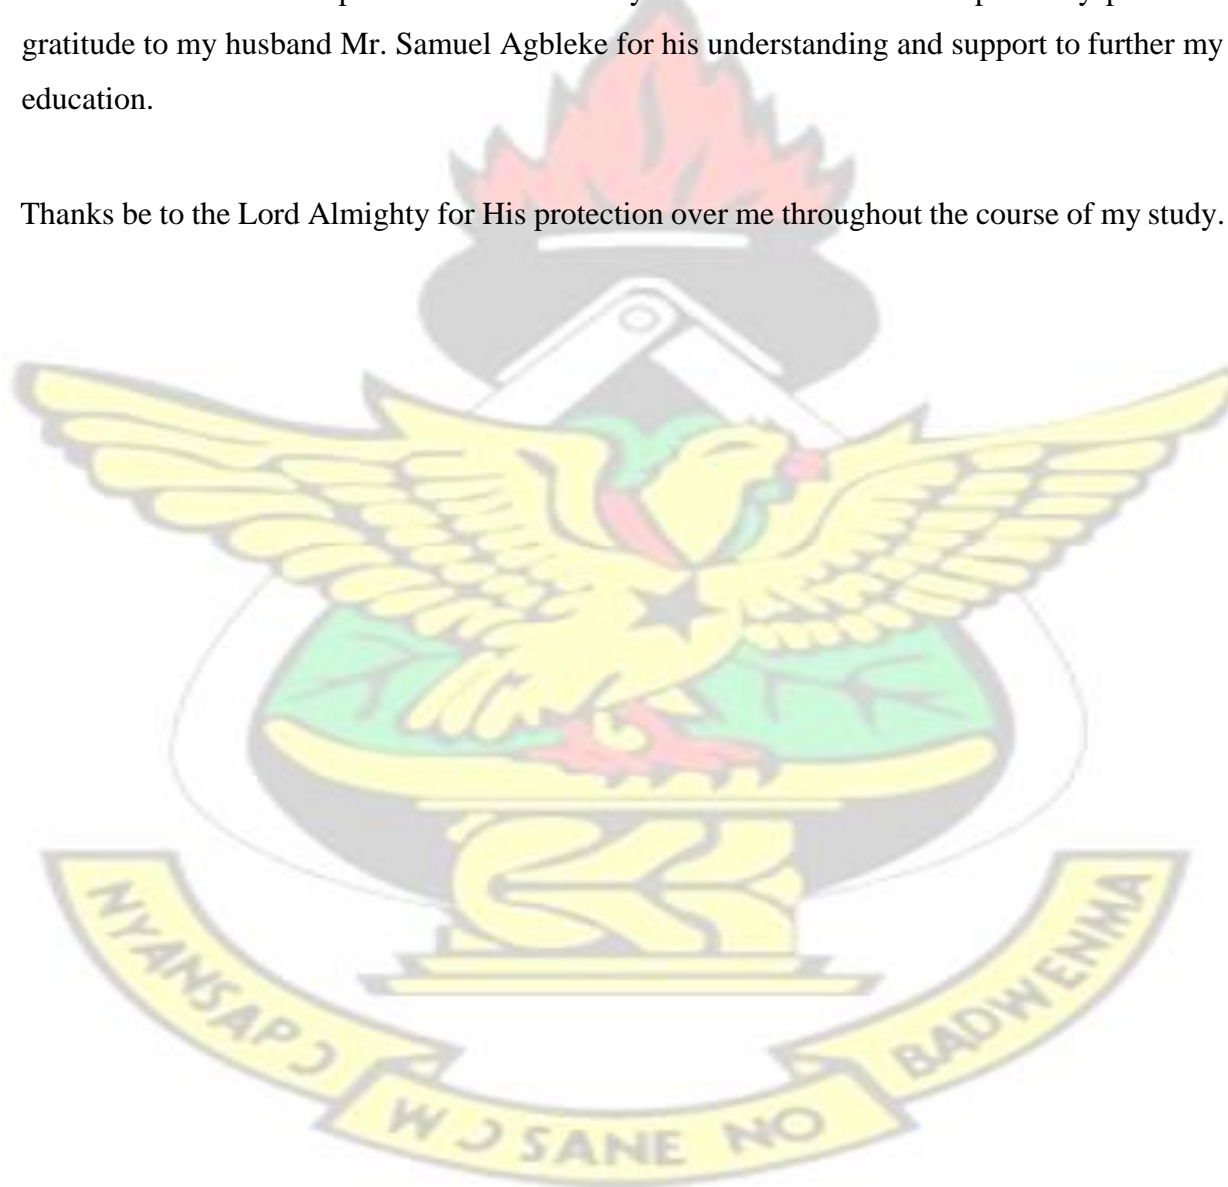 gratitude to my husband Mr. Samuel Agbleke for his understanding and support to further my
education.
Thanks be to the Lord Almighty for His protection over me throughout the course of my study.
NYANSAPƆ
WƆ SANE NO
BADWENMA